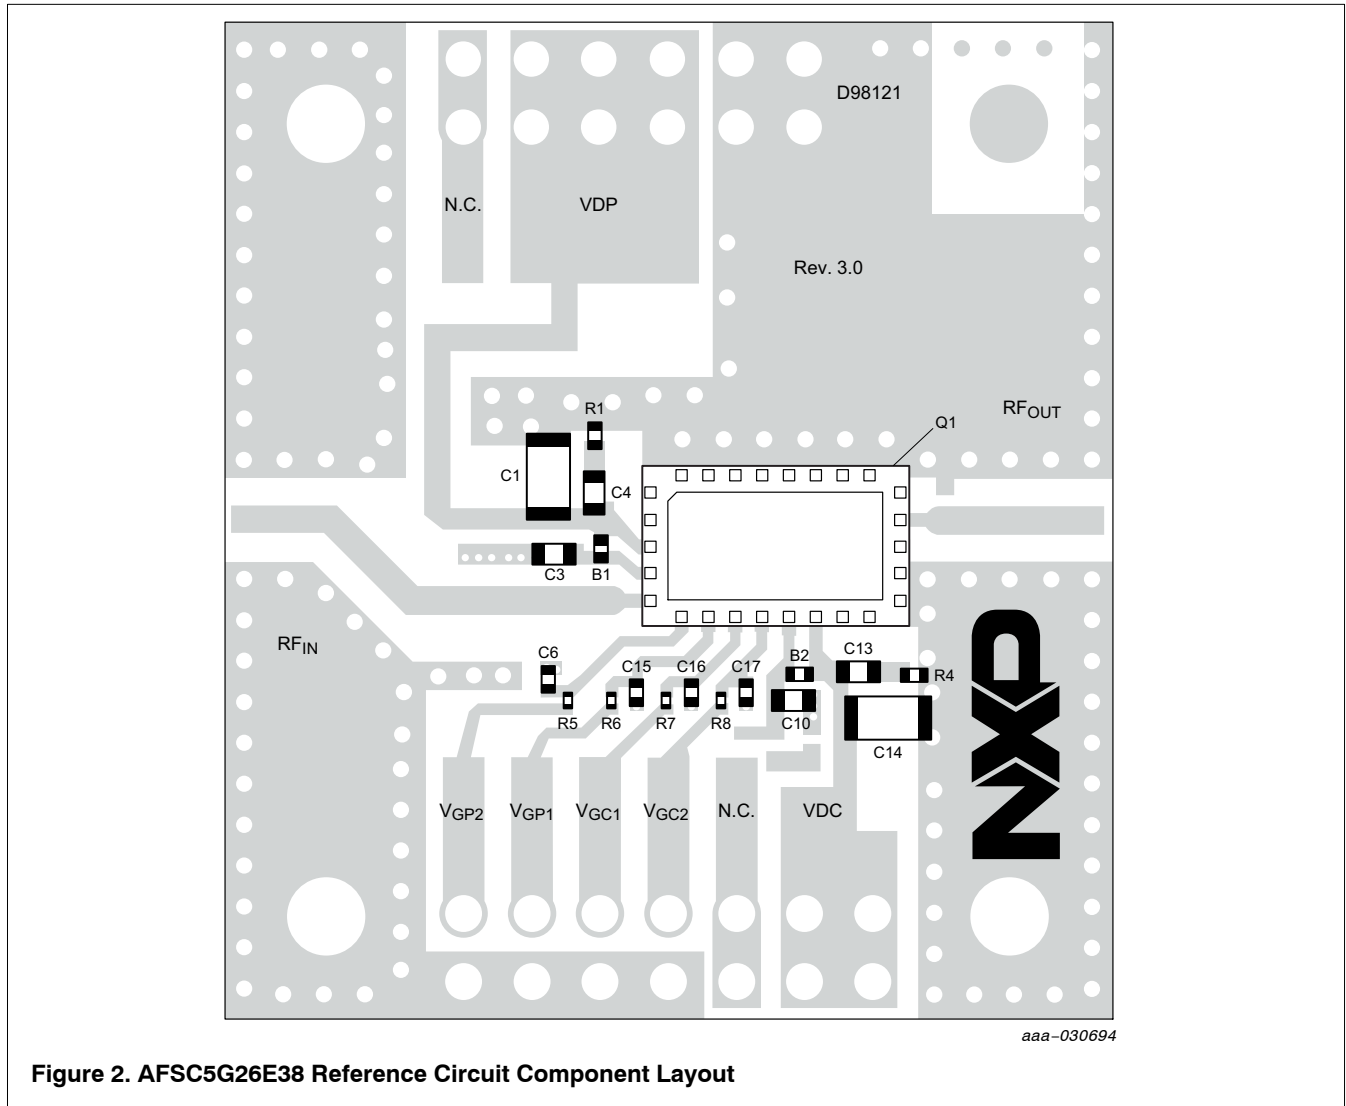 D98121
N.C.
VDP
Rev. 3.0
RFOUT
R1
Q1
C1
C4
C3
B1
RFIN
C6
C15
C16
C17
B2
C13
R4
R5
R6
R7
R8
C10
C14
VGP2
VGP1
VGC1
VGC2
N.C.
VDC
NXP
aaa–030694
Figure 2. AFSC5G26E38 Reference Circuit Component Layout